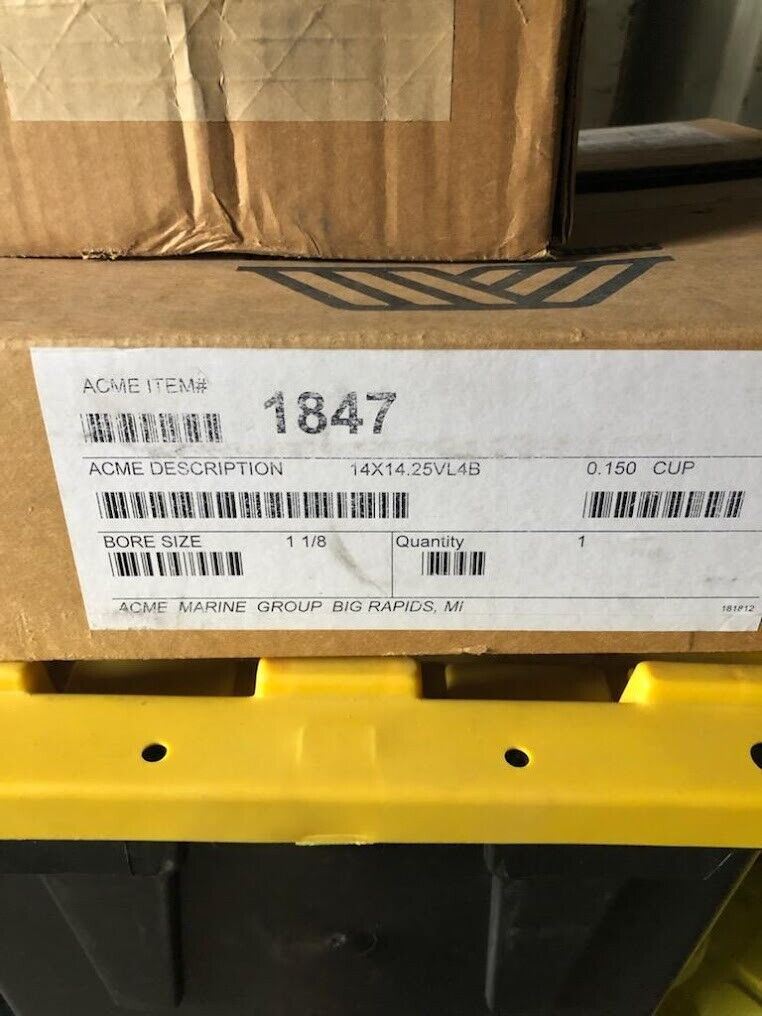 ACME ITEM# 1847
ACME DESCRIPTION 14X14.25VL4B 0.150 CUP
BORE SIZE 1 1/8 Quantity 1
ACME MARINE GROUP BIG RAPIDS, MI 181812